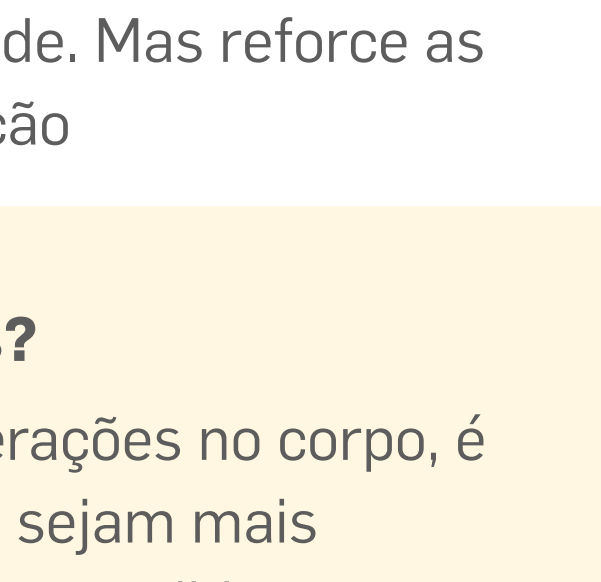 de. Mas reforce as
ção
s?
erações no corpo, é
sejam mais